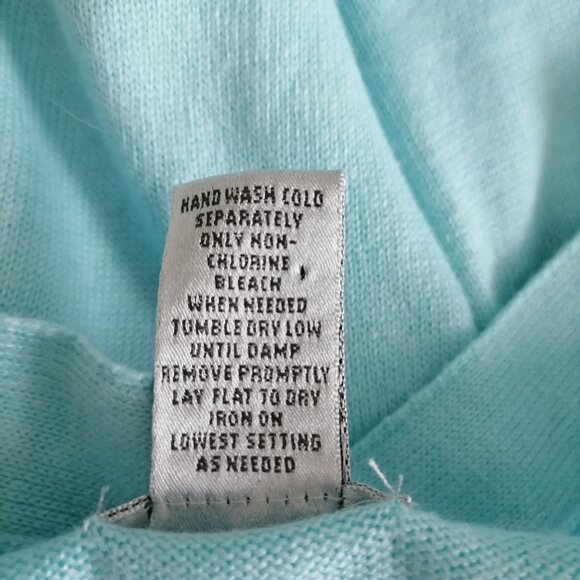 HAND WASH COLD
SEPARATELY
ONLY NON-
CHLORINE
BLEACH
WHEN NEEDED
TUMBLE DRY LOW
UNTIL DAMP
REMOVE PROMPTLY
LAY FLAT TO DRY
IRON ON
LOWEST SETTING
AS NEEDED